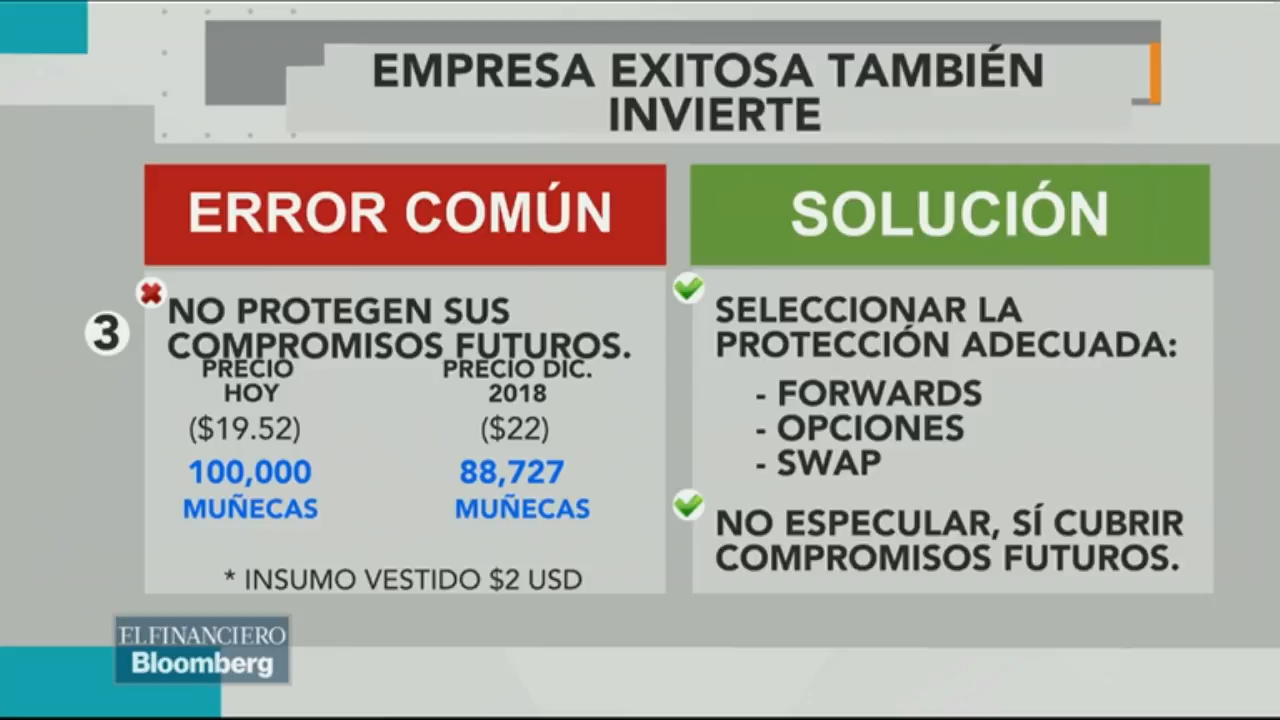 EMPRESA EXITOSA TAMBIÉN
INVIERTE
ERROR COMÚN
3
NO PROTEGEN SUS
COMPROMISOS FUTUROS.
PRECIO HOY
PRECIO DIC. 2018
($19.52)
($22)
100,000
88,727
MUÑECAS
MUÑECAS
* INSUMO VESTIDO $2 USD
SOLUCIÓN
SELECCIONAR LA
PROTECCIÓN ADECUADA:
- FORWARDS
- OPCIONES
- SWAP
NO ESPECULAR, SÍ CUBRIR
COMPROMISOS FUTUROS.
EL FINANCIERO
Bloomberg